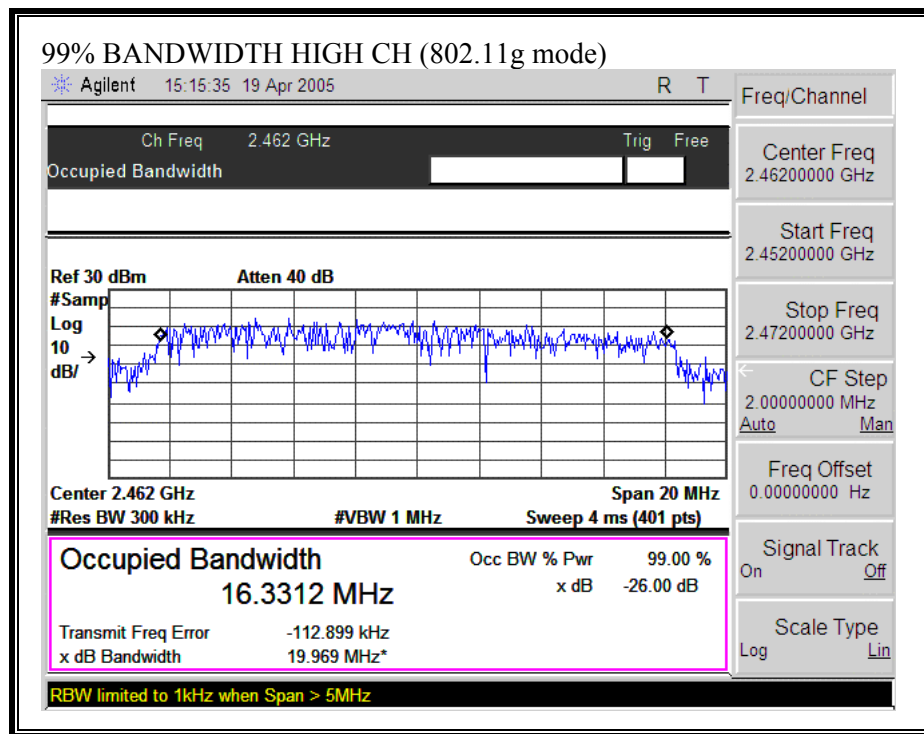 99% BANDWIDTH HIGH CH (802.11g mode)
Agilent 15:15:35 19 Apr 2005 R T
Freq/Channel
Ch Freq 2.462 GHz Trig Free
Occupied Bandwidth
Center Freq
2.46200000 GHz
Start Freq
2.45200000 GHz
Stop Freq
2.47200000 GHz
CF Step
2.00000000 MHz
Auto Man
Freq Offset
0.00000000 Hz
Signal Track
On Off
Scale Type
Log Lin
Ref 30 dBm Atten 40 dB
#Samp
Log
10
dB/
Center 2.462 GHz Span 20 MHz
#Res BW 300 kHz #VBW 1 MHz Sweep 4 ms (401 pts)
Occupied Bandwidth Occ BW % Pwr 99.00 %
16.3312 MHz x dB -26.00 dB
Transmit Freq Error -112.899 kHz
x dB Bandwidth 19.969 MHz*
RBW limited to 1kHz when Span > 5MHz